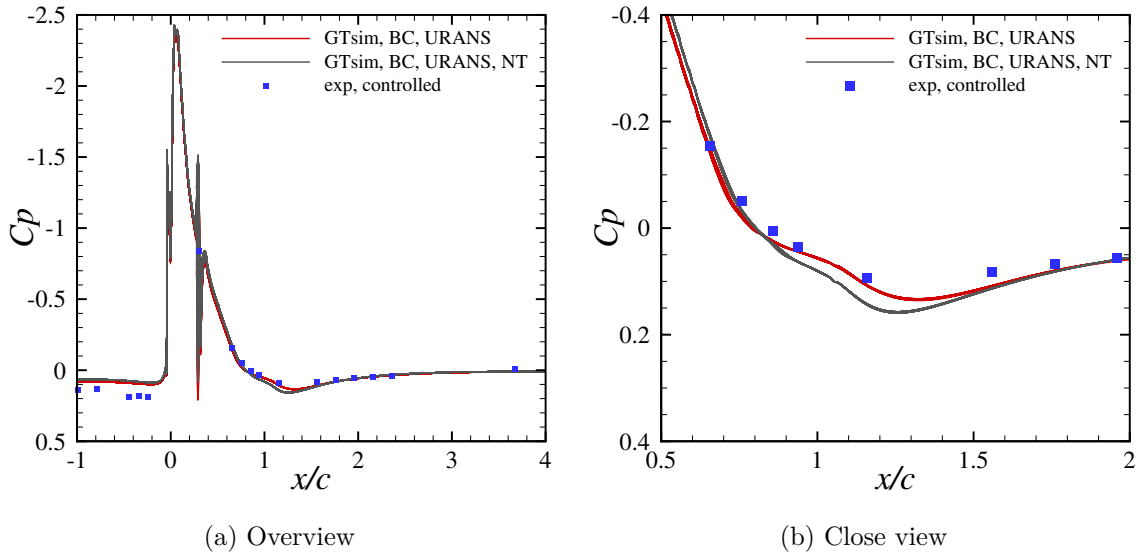 -2.5
-2
-1.5
-1
-0.5
0
0.5
Cp
-1
0
1
2
3
4
x/c
GTsim, BC, URANS
GTsim, BC, URANS, NT
exp, controlled
(a) Overview
-0.4
-0.2
0
0.2
0.4
Cp
0.5
1
1.5
2
x/c
GTsim, BC, URANS
GTsim, BC, URANS, NT
exp, controlled
(b) Close view